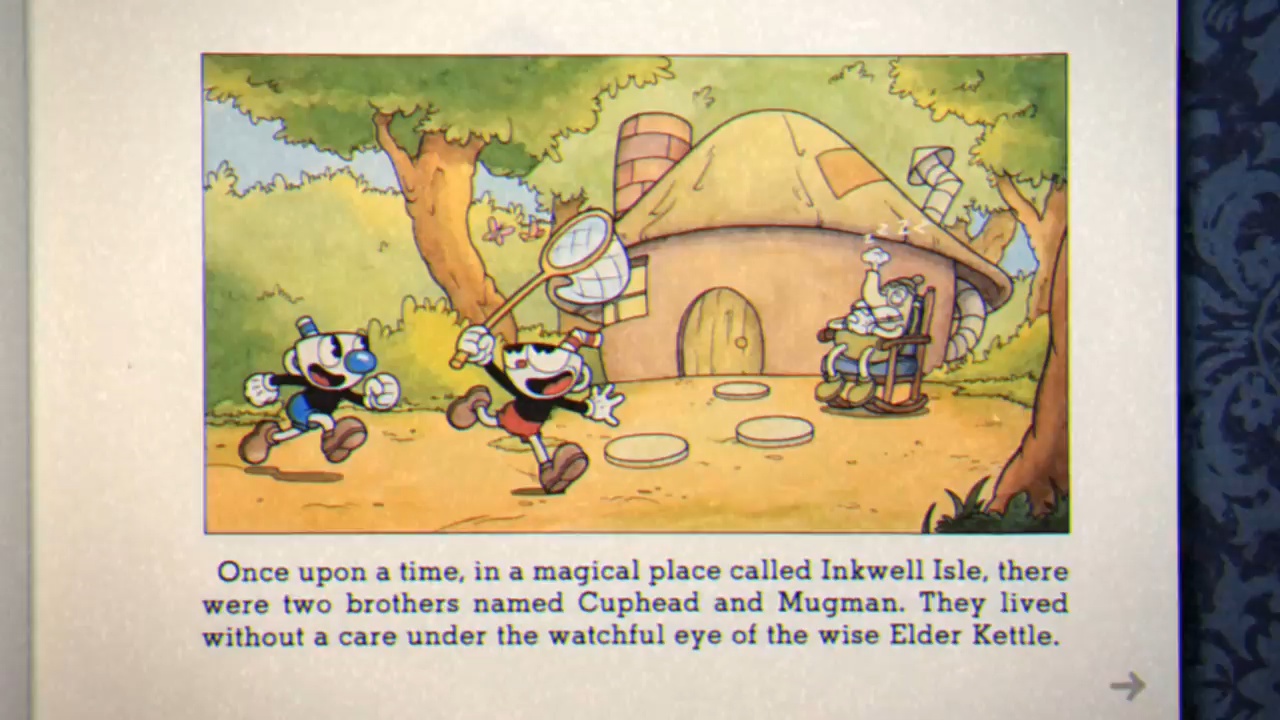 z z z z
Once upon a time, in a magical place called Inkwell Isle, there
were two brothers named Cuphead and Mugman. They lived
without a care under the watchful eye of the wise Elder Kettle.